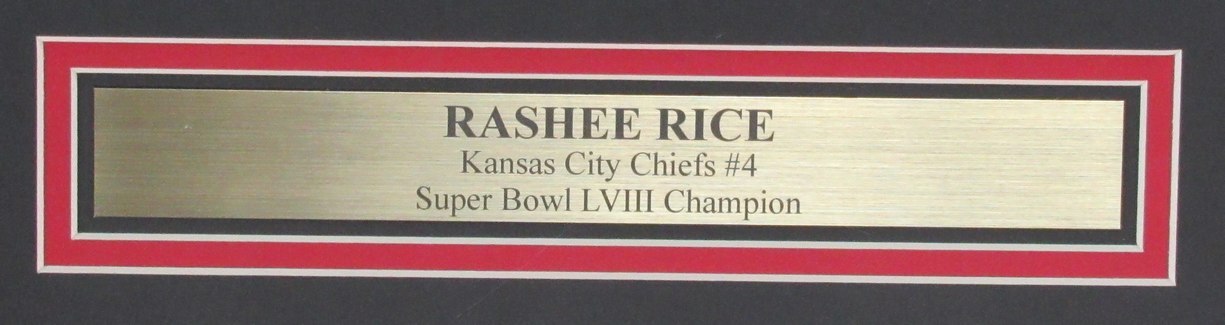 RASHEE RICE
Kansas City Chiefs #4
Super Bowl LVIII Champion